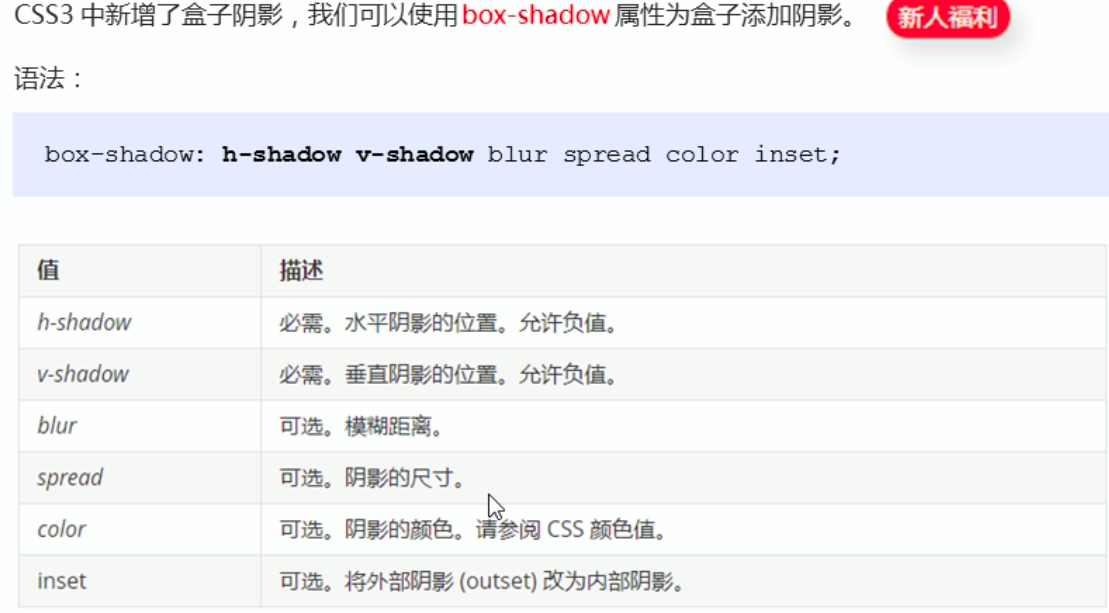 CSS3 中新增了盒子阴影，我们可以使用 box-shadow 属性为盒子添加阴影。 新人福利
语法：
box-shadow: h-shadow v-shadow blur spread color inset;
值 描述
h-shadow 必需。水平阴影的位置。允许负值。
v-shadow 必需。垂直阴影的位置。允许负值。
blur 可选。模糊距离。
spread 可选。阴影的尺寸。
color 可选。阴影的颜色。请参阅 CSS 颜色值。
inset 可选。将外部阴影 (outset) 改为内部阴影。